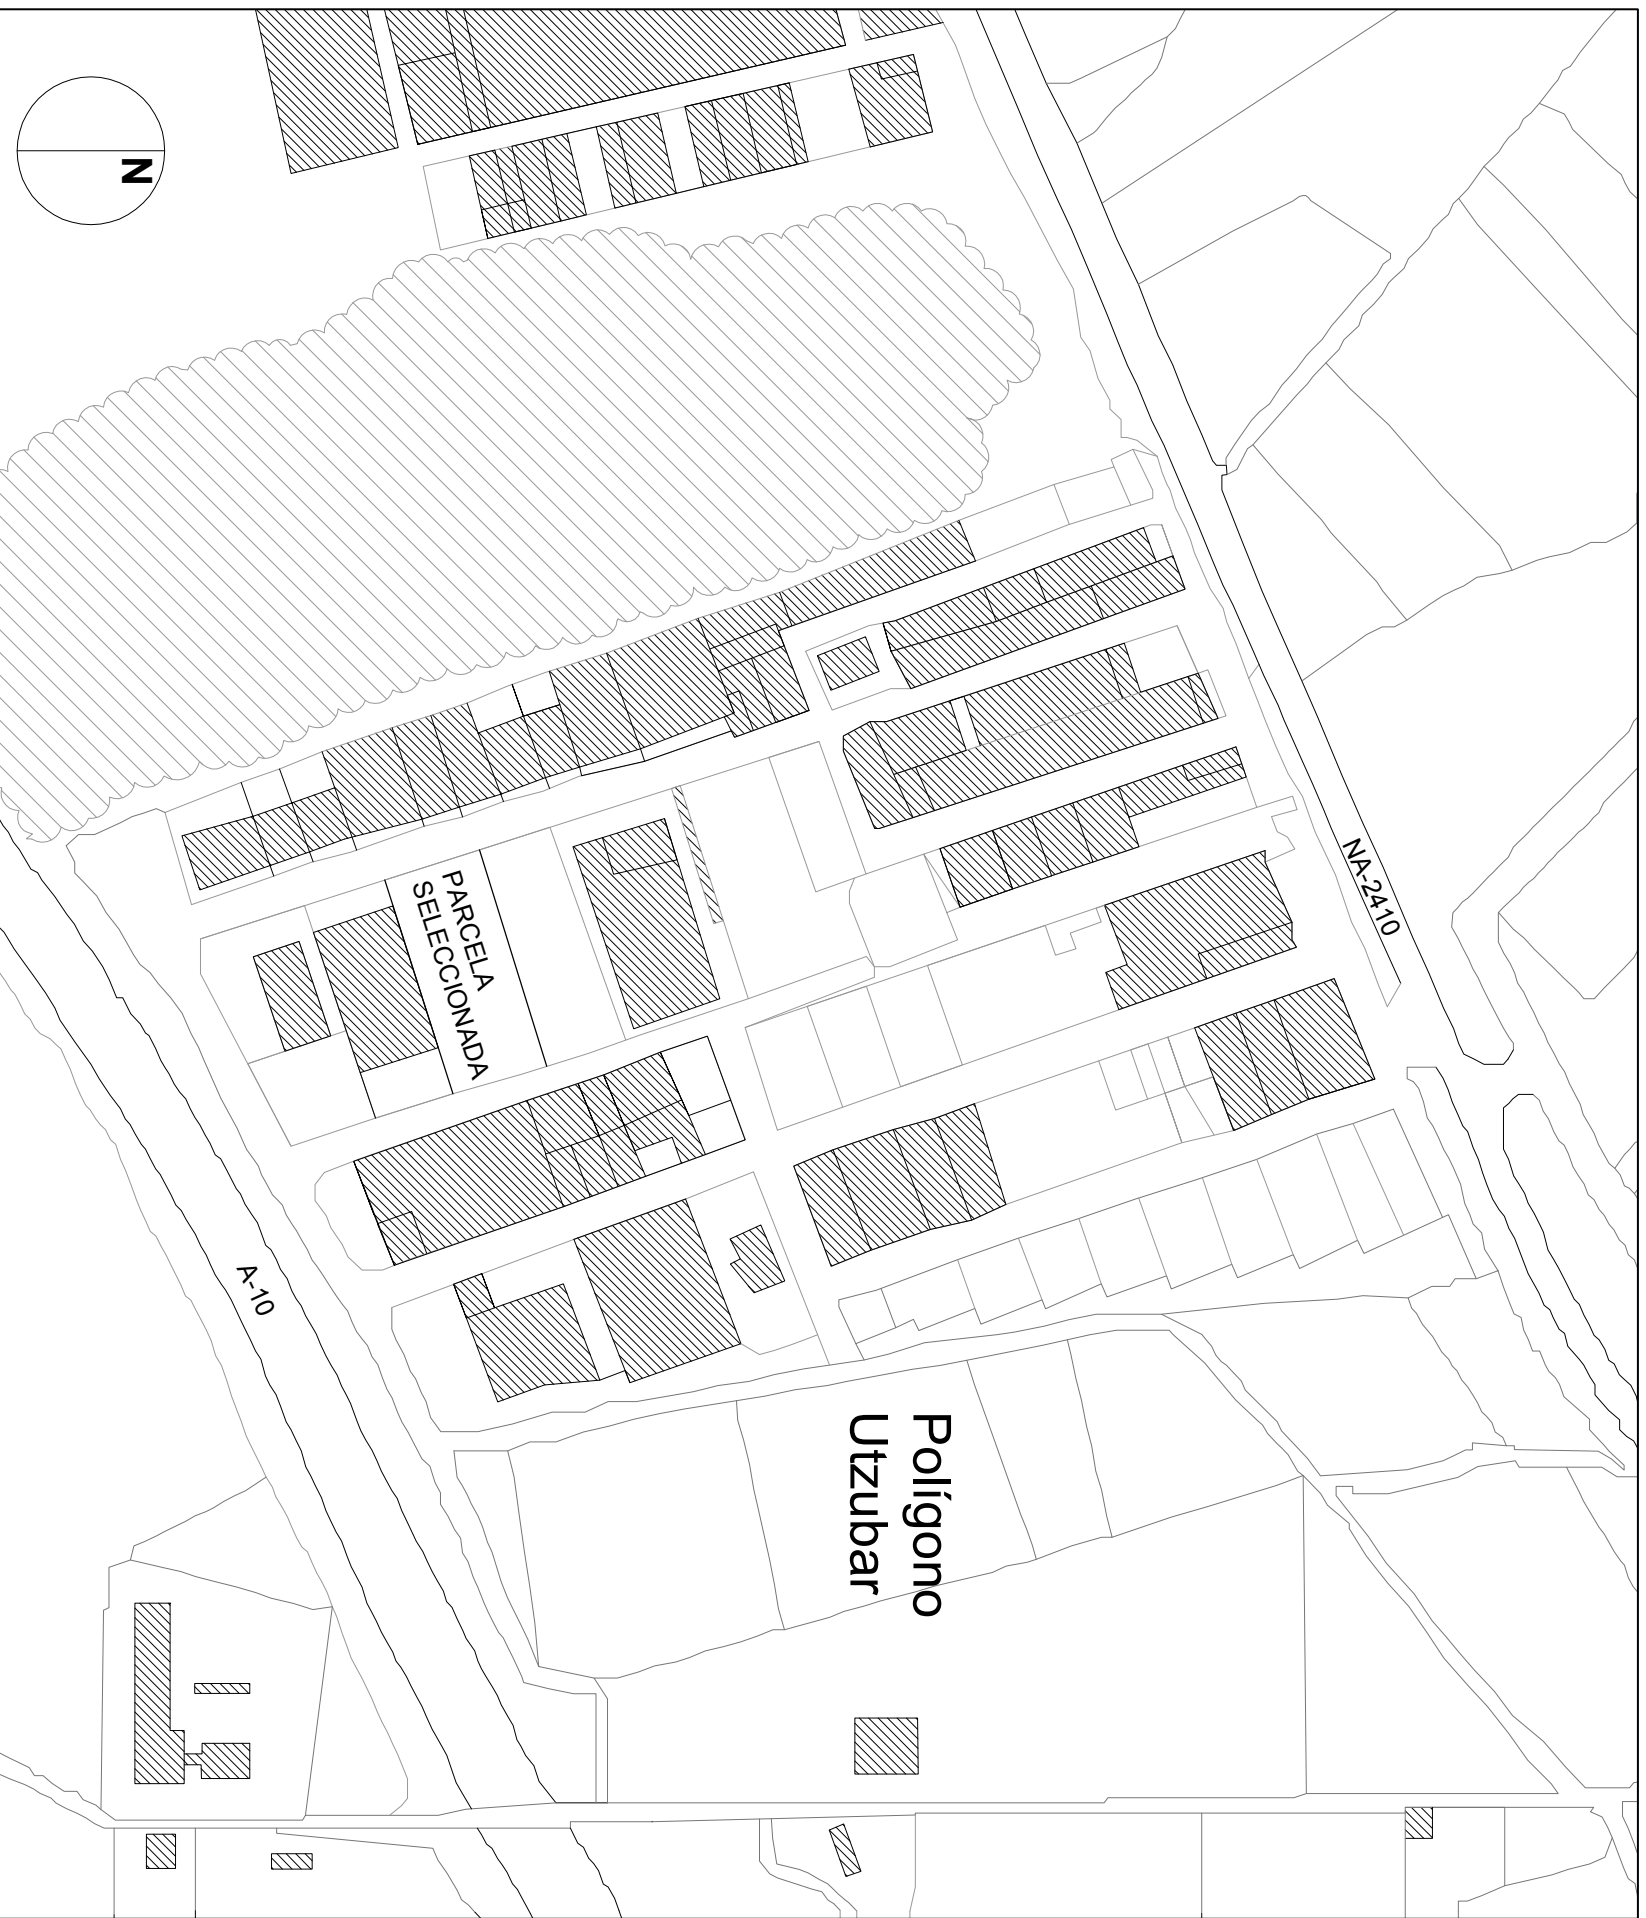 N
NA-2410
PARCELA
SELECCIONADA
A-10
Polígono
Utzubar